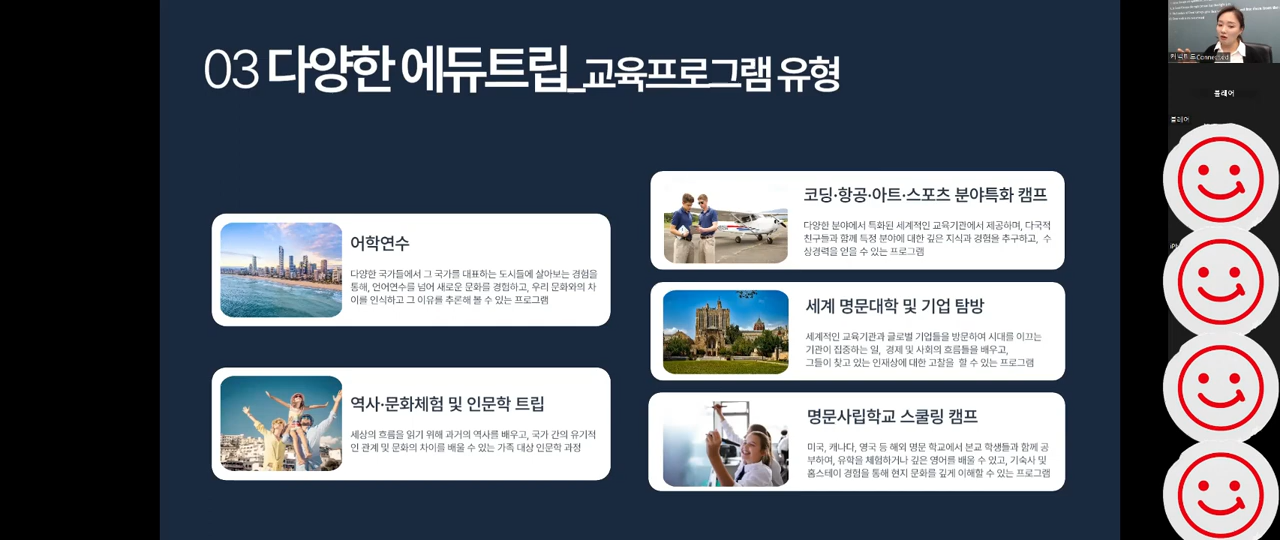 03 다양한 에듀트립_교육프로그램 유형
어학연수
다양한 국가들에서 그 국가를 대표하는 도시들에 살아보는 경험을
통해, 언어연수를 넘어 새로운 문화를 경험하고, 우리 문화와의 차
이를 인식하고 그 이유를 추론해 볼 수 있는 프로그램
역사·문화체험 및 인문학 트립
세상의 흐름을 읽기 위해 과거의 역사를 배우고, 국가 간의 유기적
인 관계 및 문화의 차이를 배울 수 있는 가족 대상 인문학 과정
코딩·항공·아트·스포츠 분야특화 캠프
다양한 분야에서 특화된 세계적인 교육기관에서 제공하며, 다국적
친구들과 함께 특정 분야에 대한 깊은 지식과 경험을 추구하고, 수
상경력을 얻을 수 있는 프로그램
세계 명문대학 및 기업 탐방
세계적인 교육기관과 글로벌 기업들을 방문하여 시대를 이끄는
기관이 집중하는 일, 경제 및 사회의 흐름들을 배우고,
그들이 찾고 있는 인재상에 대한 고찰을 할 수 있는 프로그램
명문사립학교 스쿨링 캠프
미국, 캐나다, 영국 등 해외 명문 학교에서 본교 학생들과 함께 공
부하여, 유학을 체험하거나 깊은 영어를 배울 수 있고, 기숙사 및
홈스테이 경험을 통해 현지 문화를 깊게 이해할 수 있는 프로그램
커넥티드Connected
블레어
블레어